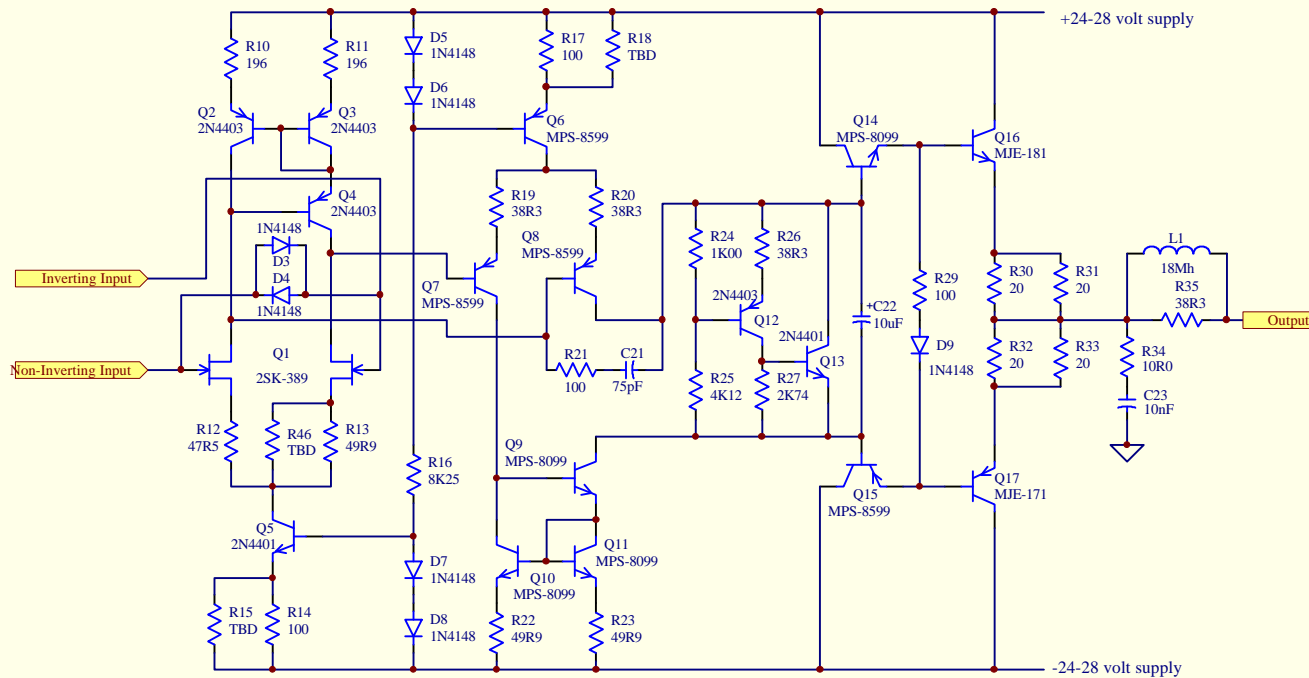 +24-28 volt supply
R10
196
R11
196
D5
1N4148
R17
100
R18
TBD
D6
1N4148
Q2
2N4403
Q3
2N4403
Q6
MPS-8599
Q14
MPS-8099
Q16
MJE-181
Q4
2N4403
R19
38R3
R20
38R3
1N4148
D3
D4
1N4148
Q8
MPS-8599
R24
1K00
R26
38R3
L1
18Mh
Inverting Input
Q7
MPS-8599
R29
100
R30
20
R31
20
R35
38R3
2N4403
Q12
+C22
10uF
Output
2N4401
Q13
D9
1N4148
R32
20
R33
20
R34
10R0
Q1
2SK-389
Non-Inverting Input
R21
100
C21
75pF
R25
4K12
R27
2K74
C23
10nF
R12
47R5
R46
TBD
R13
49R9
R16
8K25
Q9
MPS-8099
Q15
MPS-8599
Q17
MJE-171
Q5
2N4401
D7
1N4148
Q10
MPS-8099
Q11
MPS-8099
R15
TBD
R14
100
D8
1N4148
R22
49R9
R23
49R9
-24-28 volt supply